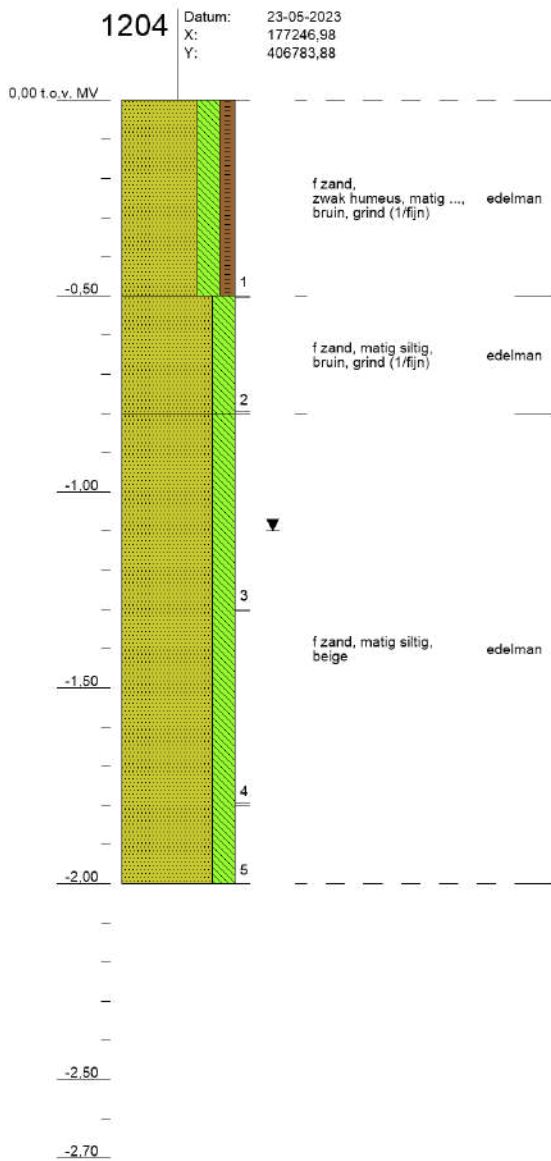 1204
Datum: 23-05-2023
X: 177246,98
Y: 406783,88
0,00 t.o.v. MV
f zand,
zwak humeus, matig ...,
bruin, grind (1/fijn)
edelman
1
-0,50
f zand, matig siltig,
bruin, grind (1/fijn)
edelman
2
-1,00
3
f zand, matig siltig,
beige
edelman
-1,50
4
5
-2,00
-2,50
-2,70